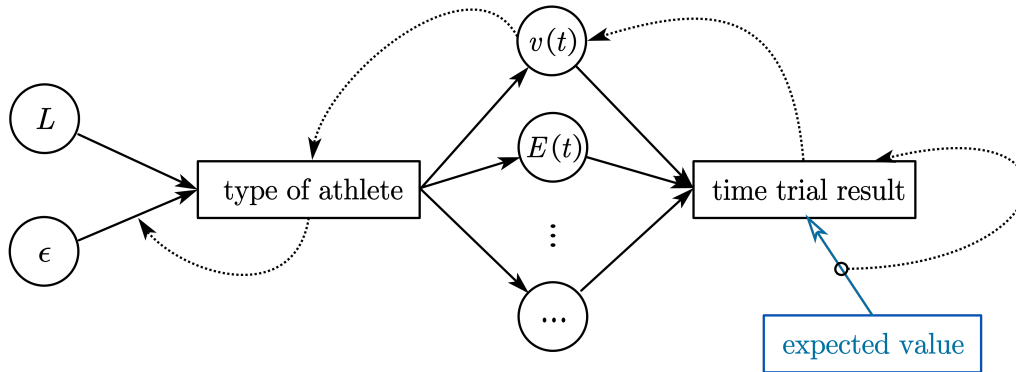 v(t)
L
E(t)
type of athlete
time trial result
ϵ
⋮
...
expected value